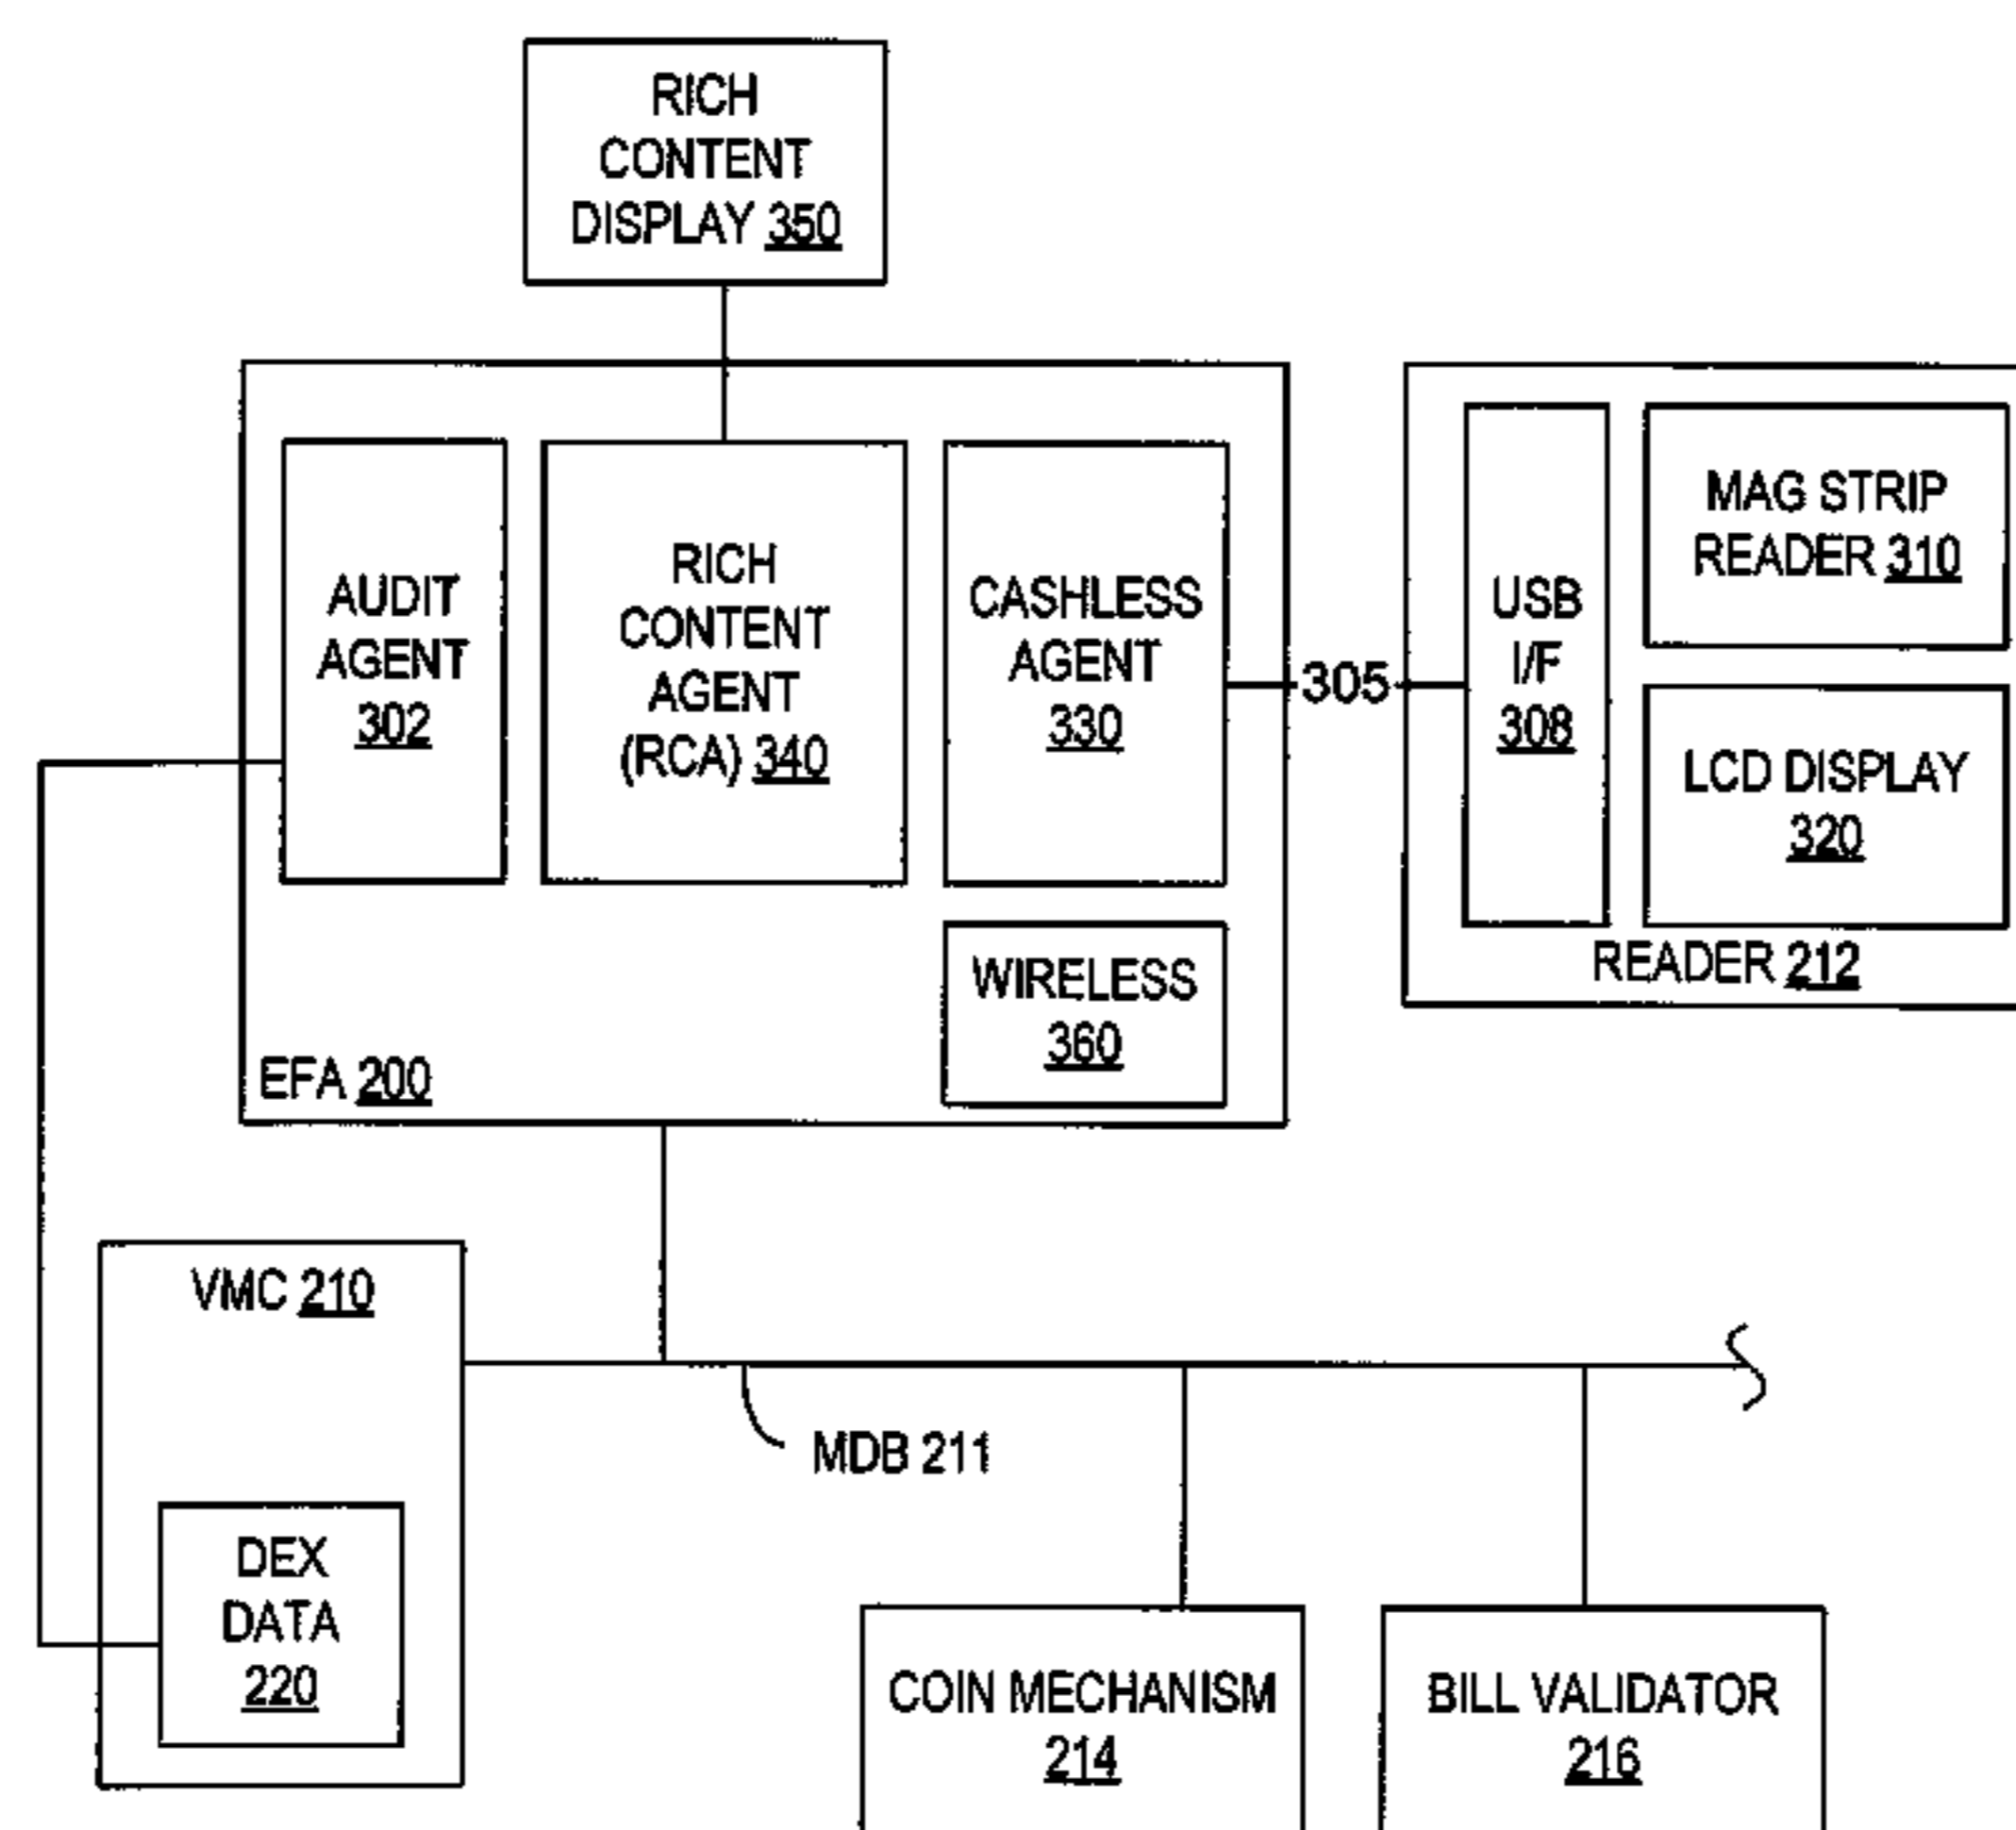 RICH
CONTENT
DISPLAY 350
AUDIT
AGENT
302
RICH
CONTENT
AGENT
(RCA) 340
CASHLESS
AGENT
330
305
USB
I/F
308
MAG STRIP
READER 310
LCD DISPLAY
320
READER 212
WIRELESS
360
EFA 200
VMC 210
MDB 211
DEX
DATA
220
COIN MECHANISM
214
BILL VALIDATOR
216